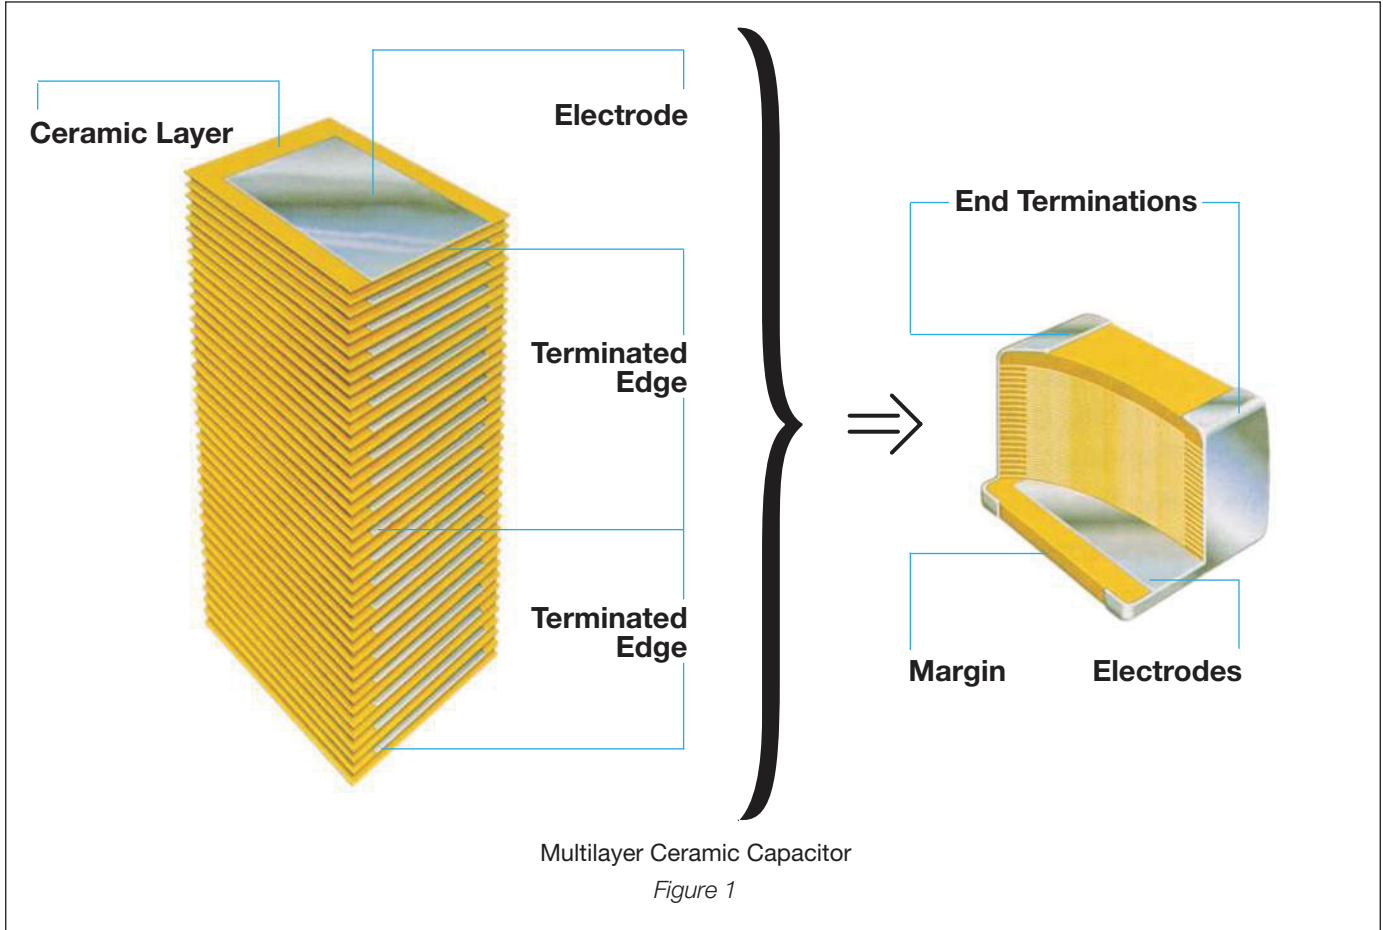 Electrode
Ceramic Layer
End Terminations
Terminated
Edge
Terminated
Edge
Margin
Electrodes
Multilayer Ceramic Capacitor
Figure 1